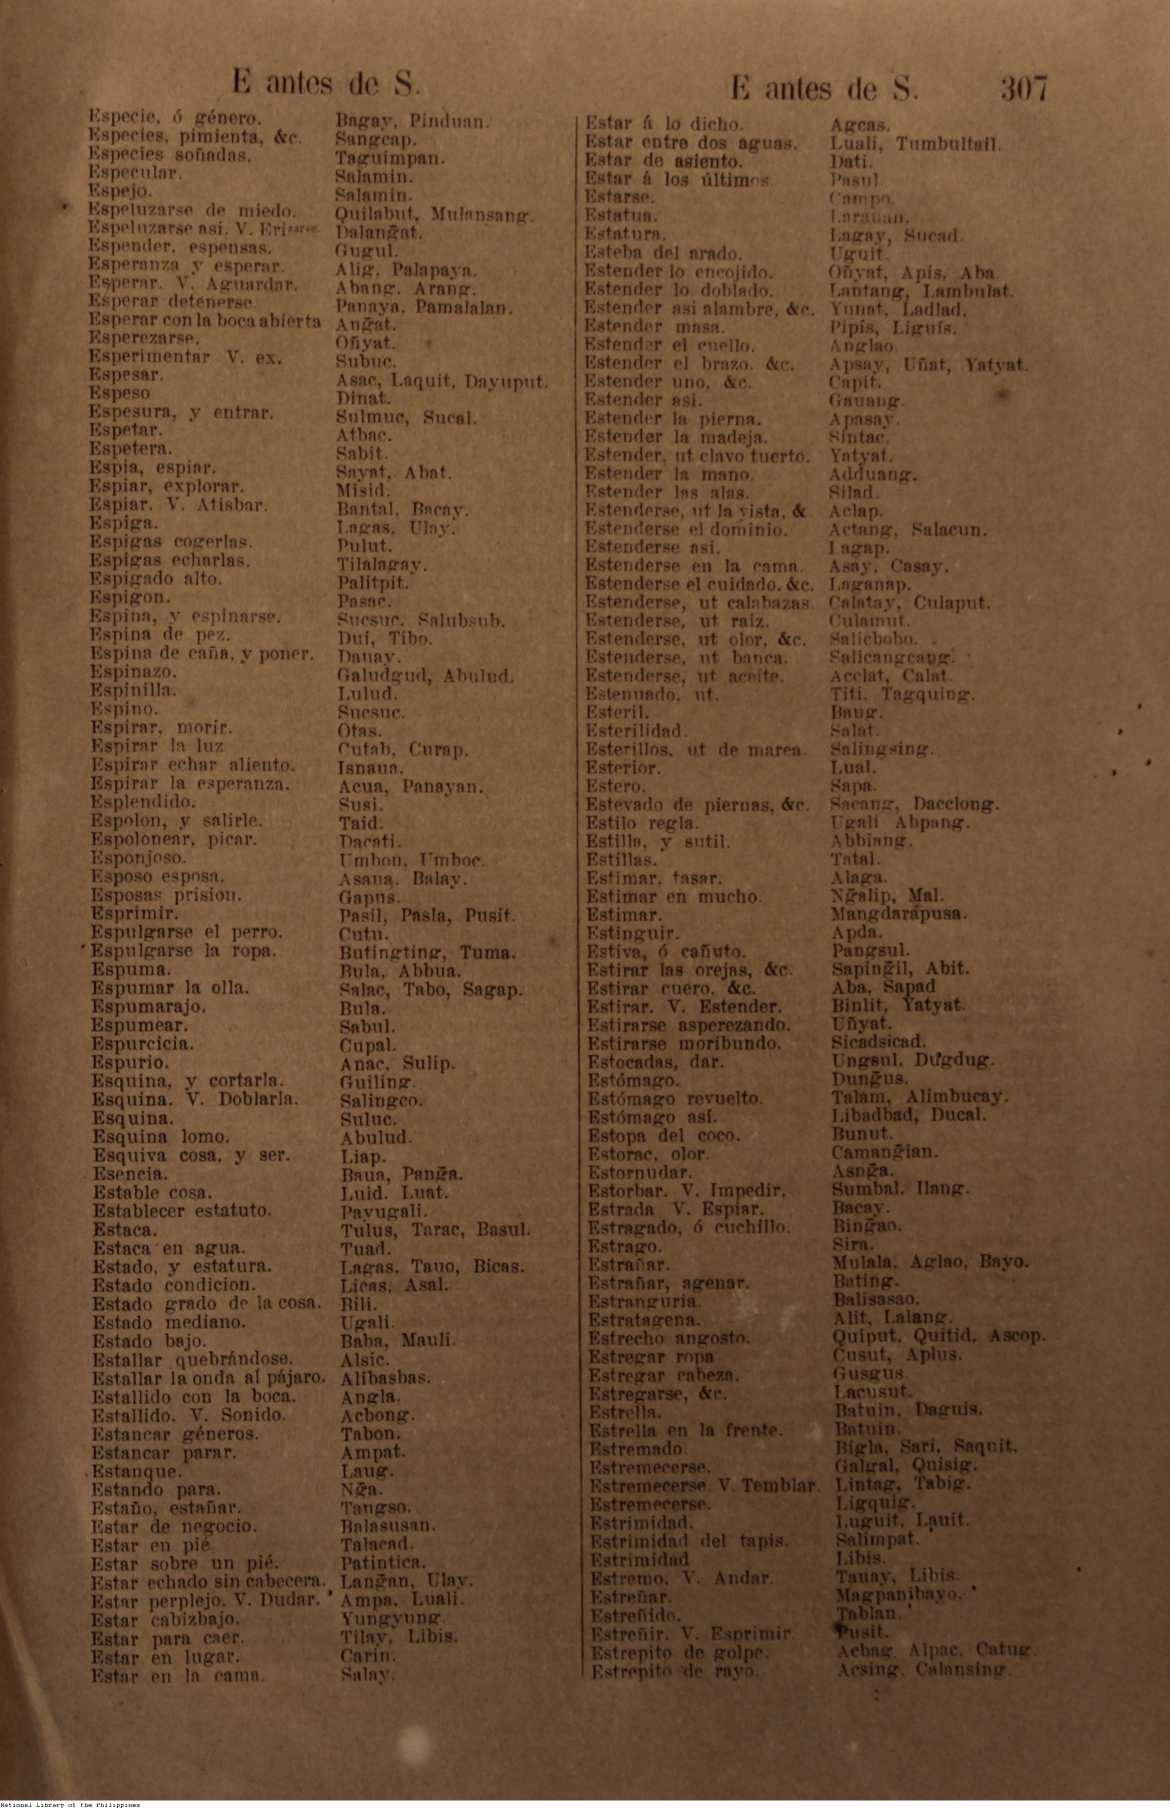 E antes de S.
Especie, ó género. Bagay, Pinduan.
Especies, pimienta, &c. Sangcap.
Especies soñadas. Taguimpan.
Especular. Salamin.
Espejo. Salamin.
Espeluzarse de miedo. Quilabut, Mulansang.
Espeluzarse asi. V. Dalang̃at.
Espender, espensas. Gugul.
Esperanza y esperar. Alig, Palapaya.
Esperar. V. Aguardar. Abang. Arang.
Esperar detenerse. Panaya, Pamalalan.
Esperar con la boca abierta Ang̃at.
Esperezarse. Oñyat.
Esperimentar V. ex. Subuc.
Espesar. Asac, Laquit, Dayuput.
Espeso Dinat.
Espesura, y entrar. Sulmuc, Sucal.
Espetar. Atbac.
Espetera. Sabit.
Espia, espiar. Sayat, Abat.
Espiar, explorar. Misid.
Espiar. V. Atisbar. Bantal, Bacay.
Espiga. Lagas, Ulay.
Espigas cogerlas. Pulut.
Espigas echarlas. Tilalagay.
Espigado alto. Palitpit.
Espigon. Pasac.
Espina, y espinarse. Sucsuc, Salubsub.
Espina de pez. Dui, Tibo.
Espina de caña, y poner. Dauay.
Espinazo. Galudgud, Abulud.
Espinilla. Lulud.
Espino. Sucsuc.
Espirar, morir. Otas.
Espirar la luz Cutab, Curap.
Espirar echar aliento. Isnaua.
Espirar la esperanza. Acua, Panayan.
Esplendido. Susi.
Espolon, y salirle. Taid.
Espolonear, picar. Dacati.
Esponjoso. Umbon, Umboc.
Esposo esposa. Asaua, Balay.
Esposas prision. Gapus.
Esprimir. Pasil, Pasla, Pusit.
Espulgarse el perro. Cutu.
Espulgarse la ropa. Butingting, Tuma.
Espuma. Bula, Abbua.
Espumar la olla. Salac, Tabo, Sagap.
Espumarajo. Bula.
Espumear. Sabul.
Espurcicia. Cupal.
Espurio. Anac, Sulip.
Esquina, y cortarla. Guiling.
Esquina. V. Doblarla. Salingco.
Esquina. Suluc.
Esquina lomo. Abulud.
Esquiva cosa, y ser. Liap.
Esencia. Baua, Pang̃a.
Estable cosa. Luid. Luat.
Establecer estatuto. Payugali.
Estaca. Tulus, Tarac, Basul.
Estaca en agua. Tuad.
Estado, y estatura. Lagas, Tauo, Bicas.
Estado condicion. Licas, Asal.
Estado grado de la cosa. Bili.
Estado mediano. Ugali.
Estado bajo. Baba, Mauli.
Estallar quebrándose. Alsic.
Estallar la onda al pájaro. Alibasbas.
Estallido con la boca. Angla.
Estallido. V. Sonido. Acbong.
Estancar géneros. Tabon.
Estancar parar. Ampat.
Estanque. Laug.
Estando para. Ng̃a.
Estaño, estañar. Tangso.
Estar de negocio. Balasusan.
Estar en pié. Talacad.
Estar sobre un pié. Patintica.
Estar echado sin cabecera. Lang̃an, Ulay.
Estar perplejo. V. Dudar. Ampa, Luali.
Estar cabizbajo. Yungyung.
Estar para caer. Tilay, Libis.
Estar en lugar. Carin.
Estar en la cama. Salay.
E antes de S. 307
Estar á lo dicho. Agcas.
Estar entre dos aguas. Luali, Tumbultail.
Estar de asiento. Dati.
Estar á los últimos Pasul.
Estarse. Campo.
Estatua. Larauan.
Estatura. Lagay, Sucad.
Esteba del arado. Uguit.
Estender lo encojido. Oñyat, Apis, Aba.
Estender lo doblado. Lantang, Lambulat.
Estender asi alambre, &c. Yunat, Ladlad.
Estender masa. Pipis, Liguis.
Estender el cuello. Anglao.
Estender el brazo, &c. Apsay, Uñat, Yatyat.
Estender uno, &c. Capit.
Estender asi. Gauang.
Estender la pierna. Apasay.
Estender la madeja. Sintac.
Estender, ut clavo tuerto. Yatyat.
Estender la mano. Adduang.
Estender las alas. Silad.
Estenderse, ut la vista, & Aclap.
Estenderse el dominio. Actang, Salacun.
Estenderse asi. Lagap.
Estenderse en la cama. Asay, Casay.
Estenderse el cuidado, &c. Laganap.
Estenderse, ut calabazas. Calatay, Culaput.
Estenderse, ut raiz. Culamut.
Estenderse, ut olor, &c. Salicbobo.
Estenderse, ut banca. Salicangcang.
Estenderse, ut aceite. Acclat, Calat.
Estenuado, ut. Titi, Tagquing.
Esteril. Baug.
Esterilidad. Salat.
Esterillos, ut de marea. Salingsing.
Esterior. Lual.
Estero. Sapa.
Estevado de piernas, &c. Sacang, Dacclong.
Estilo regla. Ugali Abpang.
Estilla, y sutil. Abbiang.
Estillas. Tatal.
Estimar, tasar. Alaga.
Estimar en mucho. Ng̃alip, Mal.
Estimar. Mangdarapusa.
Estinguir. Apda.
Estiva, ó cañuto. Pangsul.
Estirar las orejas, &c. Saping̃il, Abit.
Estirar cuero, &c. Aba, Sapad
Estirar. V. Estender. Binlit, Yatyat.
Estirarse asperezando. Uñyat.
Estirarse moribundo. Sicadsicad.
Estocadas, dar. Ungsul, Dugdug.
Estómago. Dung̃us.
Estómago revuelto. Talam, Alimbucay.
Estómago asi. Libadbad, Ducal.
Estopa del coco. Bunut.
Estorac, olor. Camang̃ian.
Estornudar. Asng̃a.
Estorbar. V. Impedir. Sumbal. Ilang.
Estrada V. Espiar. Bacay.
Estragado, ó cuchillo. Bing̃ao.
Estrago. Sira.
Estrañar. Mulala, Aglao, Bayo.
Estrañar, agenar. Bating.
Estranguria. Balisasao.
Estratagena. Alit, Lalang.
Estrecho angosto. Quiput, Quitid, Ascop.
Estregar ropa Cusut, Aplus.
Estregar cabeza. Gusgus
Estregarse, &c. Lacusut.
Estrella. Batuin, Daguis.
Estrella en la frente. Batuin.
Estremado. Bigla, Sari, Saquit.
Estremecerse. Galgal, Quisig.
Estremecerse. V. Temblar. Lintag, Tabig.
Estremecerse. Ligquig.
Estrimidad. Luguit, Lauit.
Estrimidad del tapis. Salimpat.
Estrimidad Libis.
Estremo. V. Andar. Tauay, Libis.
Estreñar. Magpanibayo.
Estreñido. Tablan.
Estreñir. V. Esprimir. Pusit.
Estrepito de golpe. Acbag, Alpac, Catug.
Estrepito de rayo. Acsing, Calansing.
National Library of the Philippines